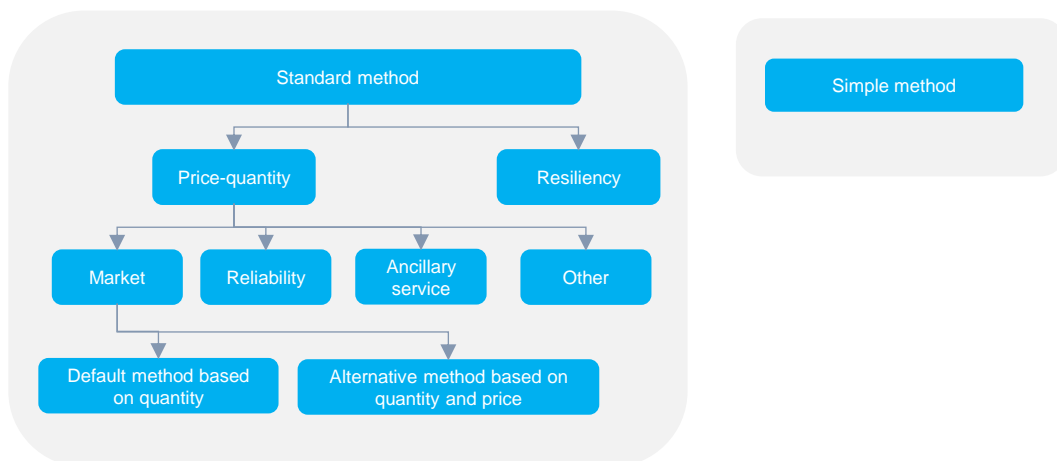 Standard method
Simple method
Price-quantity
Resiliency
Market
Reliability
Ancillary
service
Other
Default method based
on quantity
Alternative method based on
quantity and price